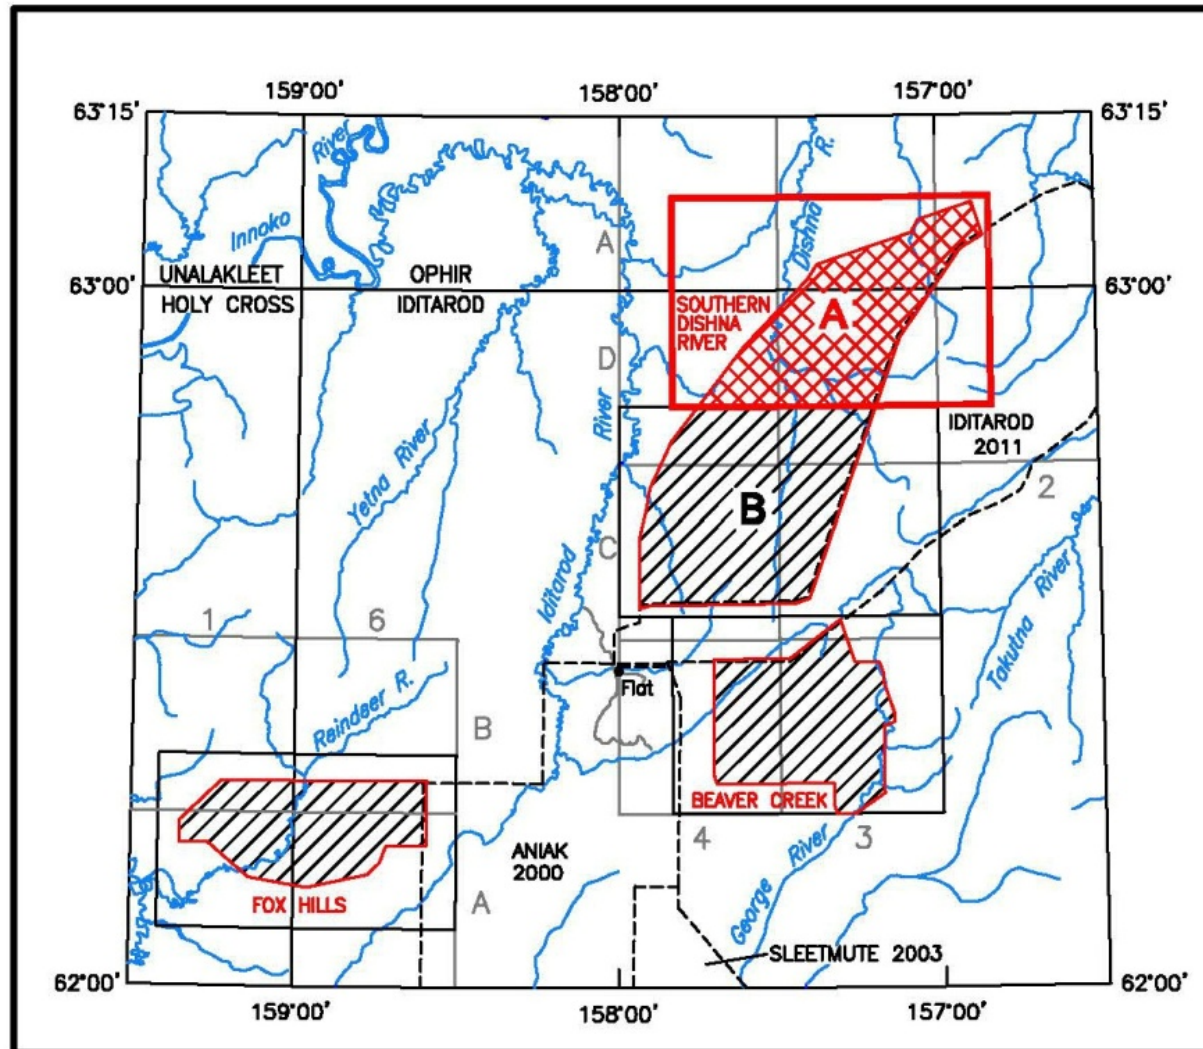 159°00'
158°00'
157°00'
63°15'
63°15'
River
Innoko
Dishna
R.
A
UNALAKLEET
OPHIR
63°00'
63°00'
HOLY CROSS
IDITAROD
SOUTHERN
DISHNA
RIVER
A
D
River
IDITAROD
2011
Yetna River
2
B
C
Iditarod
Takutna River
1
6
Flat
Reindeer R.
B
BEAVER CREEK
4
3
ANIAK
2000
George River
FOX HILLS
A
SLEETMUTE 2003
62°00'
62°00'
159°00'
158°00'
157°00'